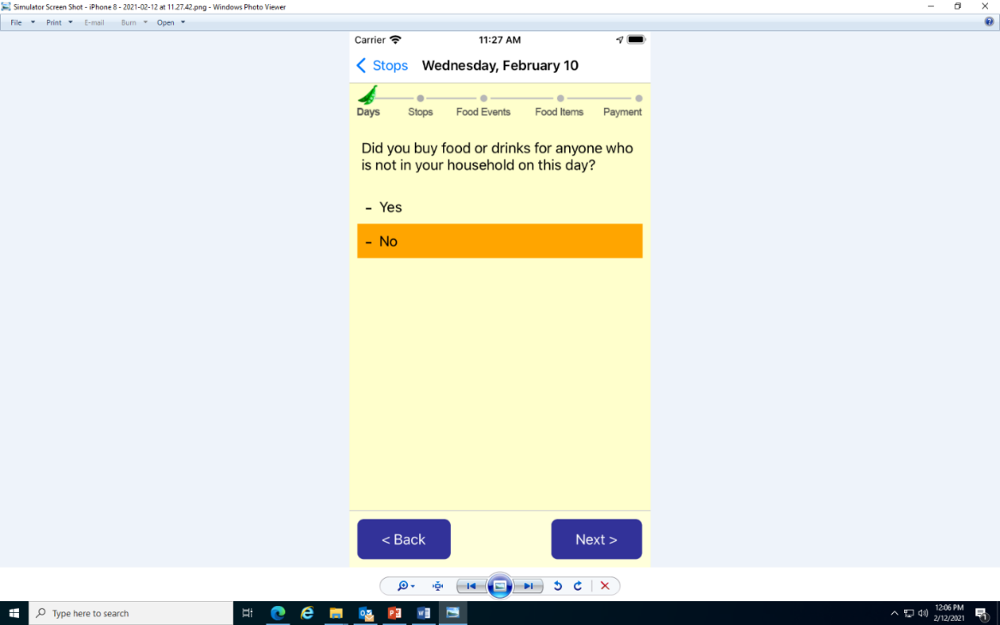 Simulator Screen Shot - iPhone 8 - 2021-02-12 at 11.27.42.png - Windows Photo Viewer
File Print E-mail Burn Open
Carrier 11:27 AM
Stops Wednesday, February 10
Days Stops Food Events Food Items Payment
Did you buy food or drinks for anyone who
is not in your household on this day?
- Yes
- No
< Back Next >
Type here to search
12:06 PM
2/12/2021